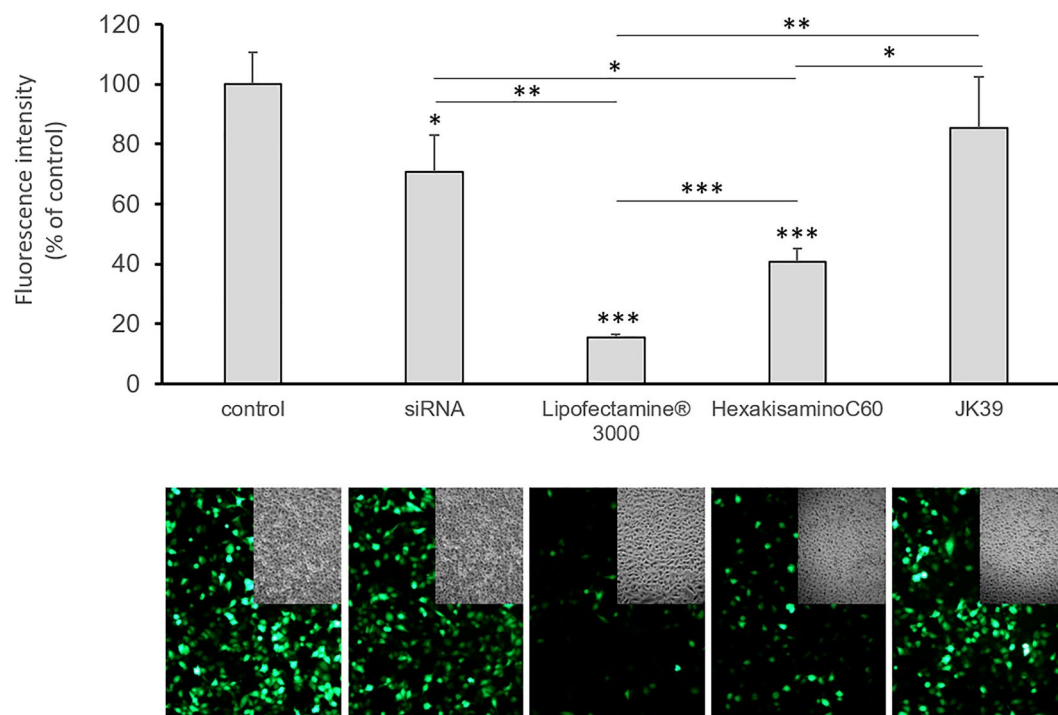 Fluorescence intensity
(% of control)
120
100
80
60
40
20
0
**
*
*
**
*
***
***
***
control
siRNA
Lipofectamine®
3000
HexakisaminoC60
JK39